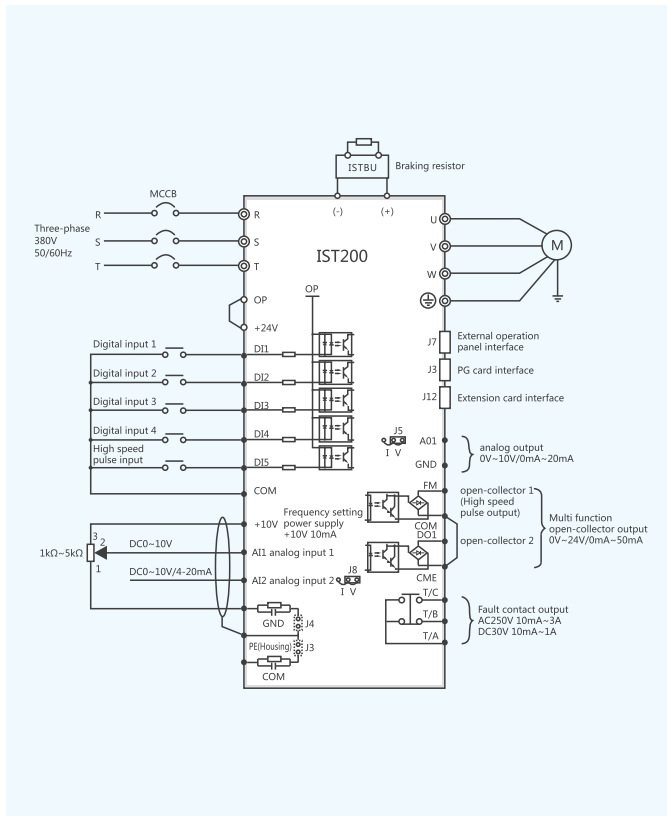 ISTBU
Braking resistor
(-)
(+)
MCCB
Three-phase
380V
50/60Hz
R
S
T
R
S
T
IST200
U
V
W
M
OP
+24V
OP
Digital input 1
Digital input 2
Digital input 3
Digital input 4
High speed
pulse input
DI1
DI2
DI3
DI4
DI5
COM
J7
External operation
panel interface
J3
PG card interface
J12
Extension card interface
J5
I V
A01
GND
analog output
0V~10V/0mA~20mA
FM
COM
DO1
CME
open-collector 1
(High speed
pulse output)
open-collector 2
Multi function
open-collector output
0V~24V/0mA~50mA
Frequency setting
power supply
+10V 10mA
+10V
3
2
1
1kΩ~5kΩ
DC0~10V
AI1 analog input 1
DC0~10V/4-20mA
AI2 analog input 2
J8
I V
GND
J4
PE(Housing)
J3
COM
T/C
T/B
T/A
Fault contact output
AC250V 10mA~3A
DC30V 10mA~1A